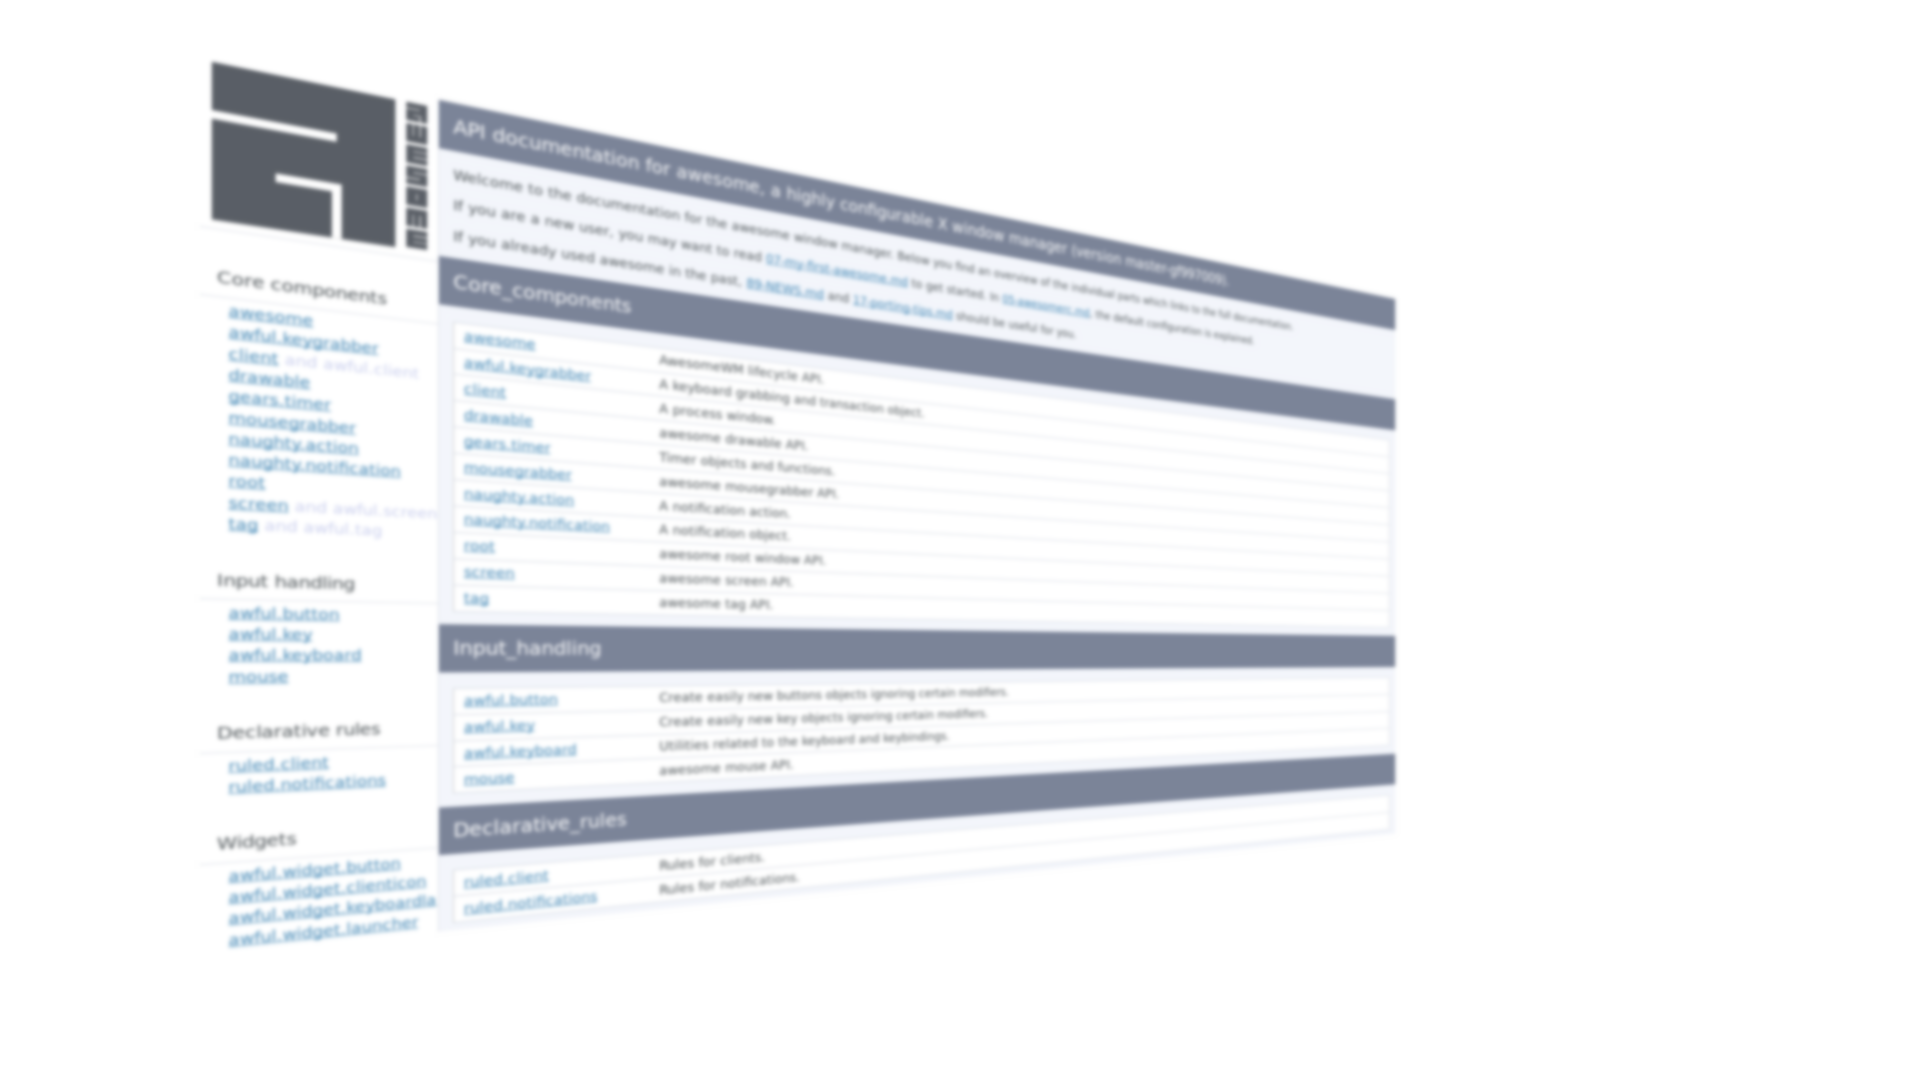 awesome
Core components
awesome
awful.keygrabber
client and awful.client
drawable
gears.timer
mousegrabber
naughty.action
naughty.notification
root
screen and awful.screen
tag and awful.tag
Input handling
awful.button
awful.key
awful.keyboard
mouse
Declarative rules
ruled.client
ruled.notifications
Widgets
awful.widget.button
awful.widget.clienticon
awful.widget.keyboardla
awful.widget.launcher
API documentation for awesome, a highly configurable X window manager (version
Welcome to the documentation for the awesome window manager. Below you find an overview of the individual parts which links to the full documentation.
If you are a new user, you may want to read 07-my-first-awesome.md to get started. In 05-awesomerc.md, the default configuration is explained.
If you already used awesome in the past, 89-NEWS.md and 17-porting-tips.md should be useful for you.
Core_components
awesome AwesomeWM lifecycle API.
awful.keygrabber A keyboard grabbing and transaction object.
client A process window.
drawable awesome drawable API.
gears.timer Timer objects and functions.
mousegrabber awesome mousegrabber API.
naughty.action A notification action.
naughty.notification A notification object.
root awesome root window API.
screen awesome screen API.
tag awesome tag API.
Input_handling
awful.button Create easily new buttons objects ignoring certain modifiers.
awful.key Create easily new key objects ignoring certain modifiers.
awful.keyboard Utilities related to the keyboard and keybindings.
mouse awesome mouse API.
Declarative_rules
ruled.client Rules for clients.
ruled.notifications Rules for notifications.